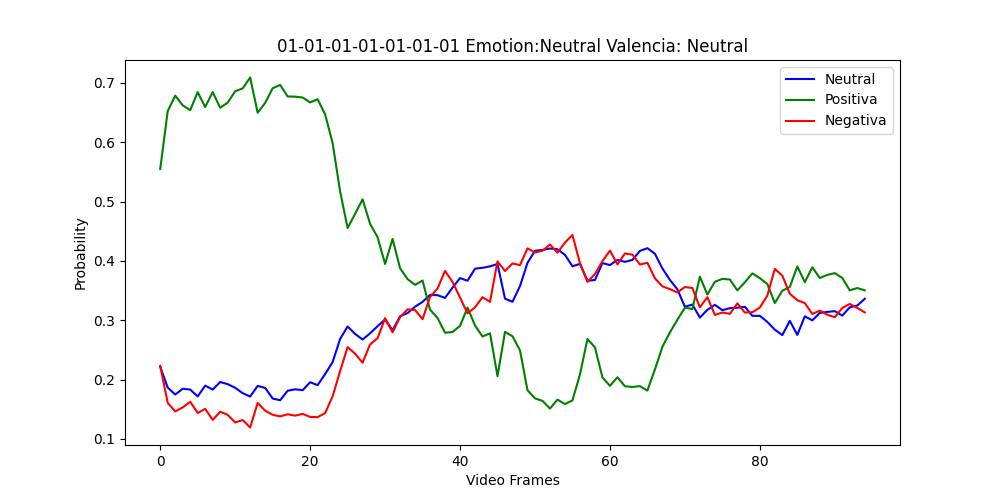 01-01-01-01-01-01-01 Emotion:Neutral Valencia: Neutral
Neutral
Positiva
Negativa
0.7
0.6
0.5
0.4
0.3
0.2
0.1
Probability
0
20
40
60
80
Video Frames